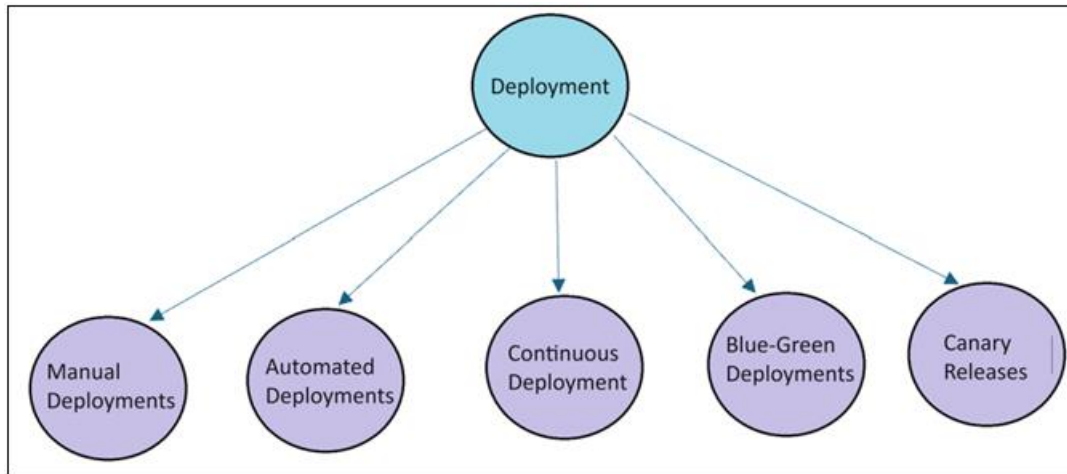 Deployment
Manual
Deployments
Automated
Deployments
Continuous
Deployment
Blue-Green
Deployments
Canary
Releases